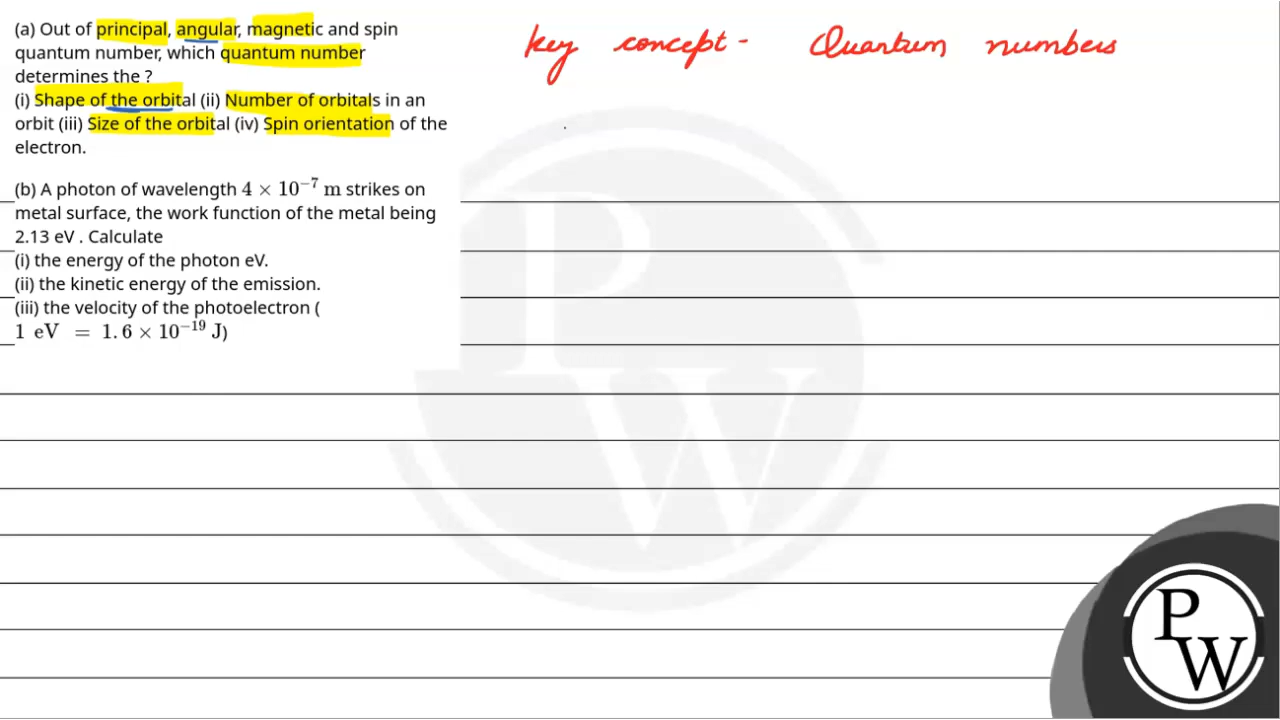 (a) Out of principal, angular, magnetic and spin
quantum number, which quantum number
determines the ?
(i) Shape of the orbital (ii) Number of orbitals in an
orbit (iii) Size of the orbital (iv) Spin orientation of the
electron.
(b) A photon of wavelength 4 × 10⁻⁷ m strikes on
metal surface, the work function of the metal being
2.13 eV . Calculate
(i) the energy of the photon eV.
(ii) the kinetic energy of the emission.
(iii) the velocity of the photoelectron (
1 eV = 1.6 × 10⁻¹⁹ J)
key concept - Quantum numbers
P
W
P
W